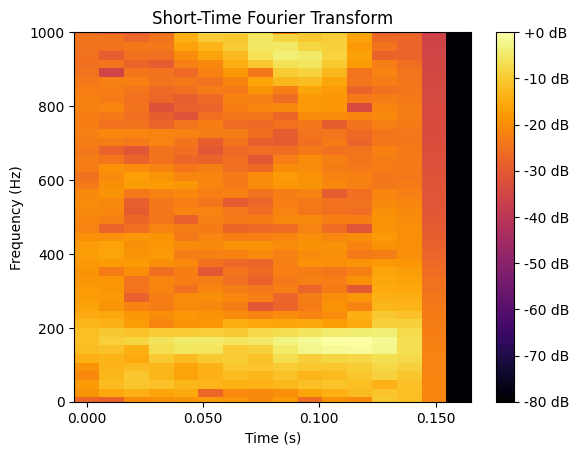 Short-Time Fourier Transform
1000
800
600
400
200
0
Frequency (Hz)
0.000
0.050
0.100
0.150
Time (s)
+0 dB
-10 dB
-20 dB
-30 dB
-40 dB
-50 dB
-60 dB
-70 dB
-80 dB